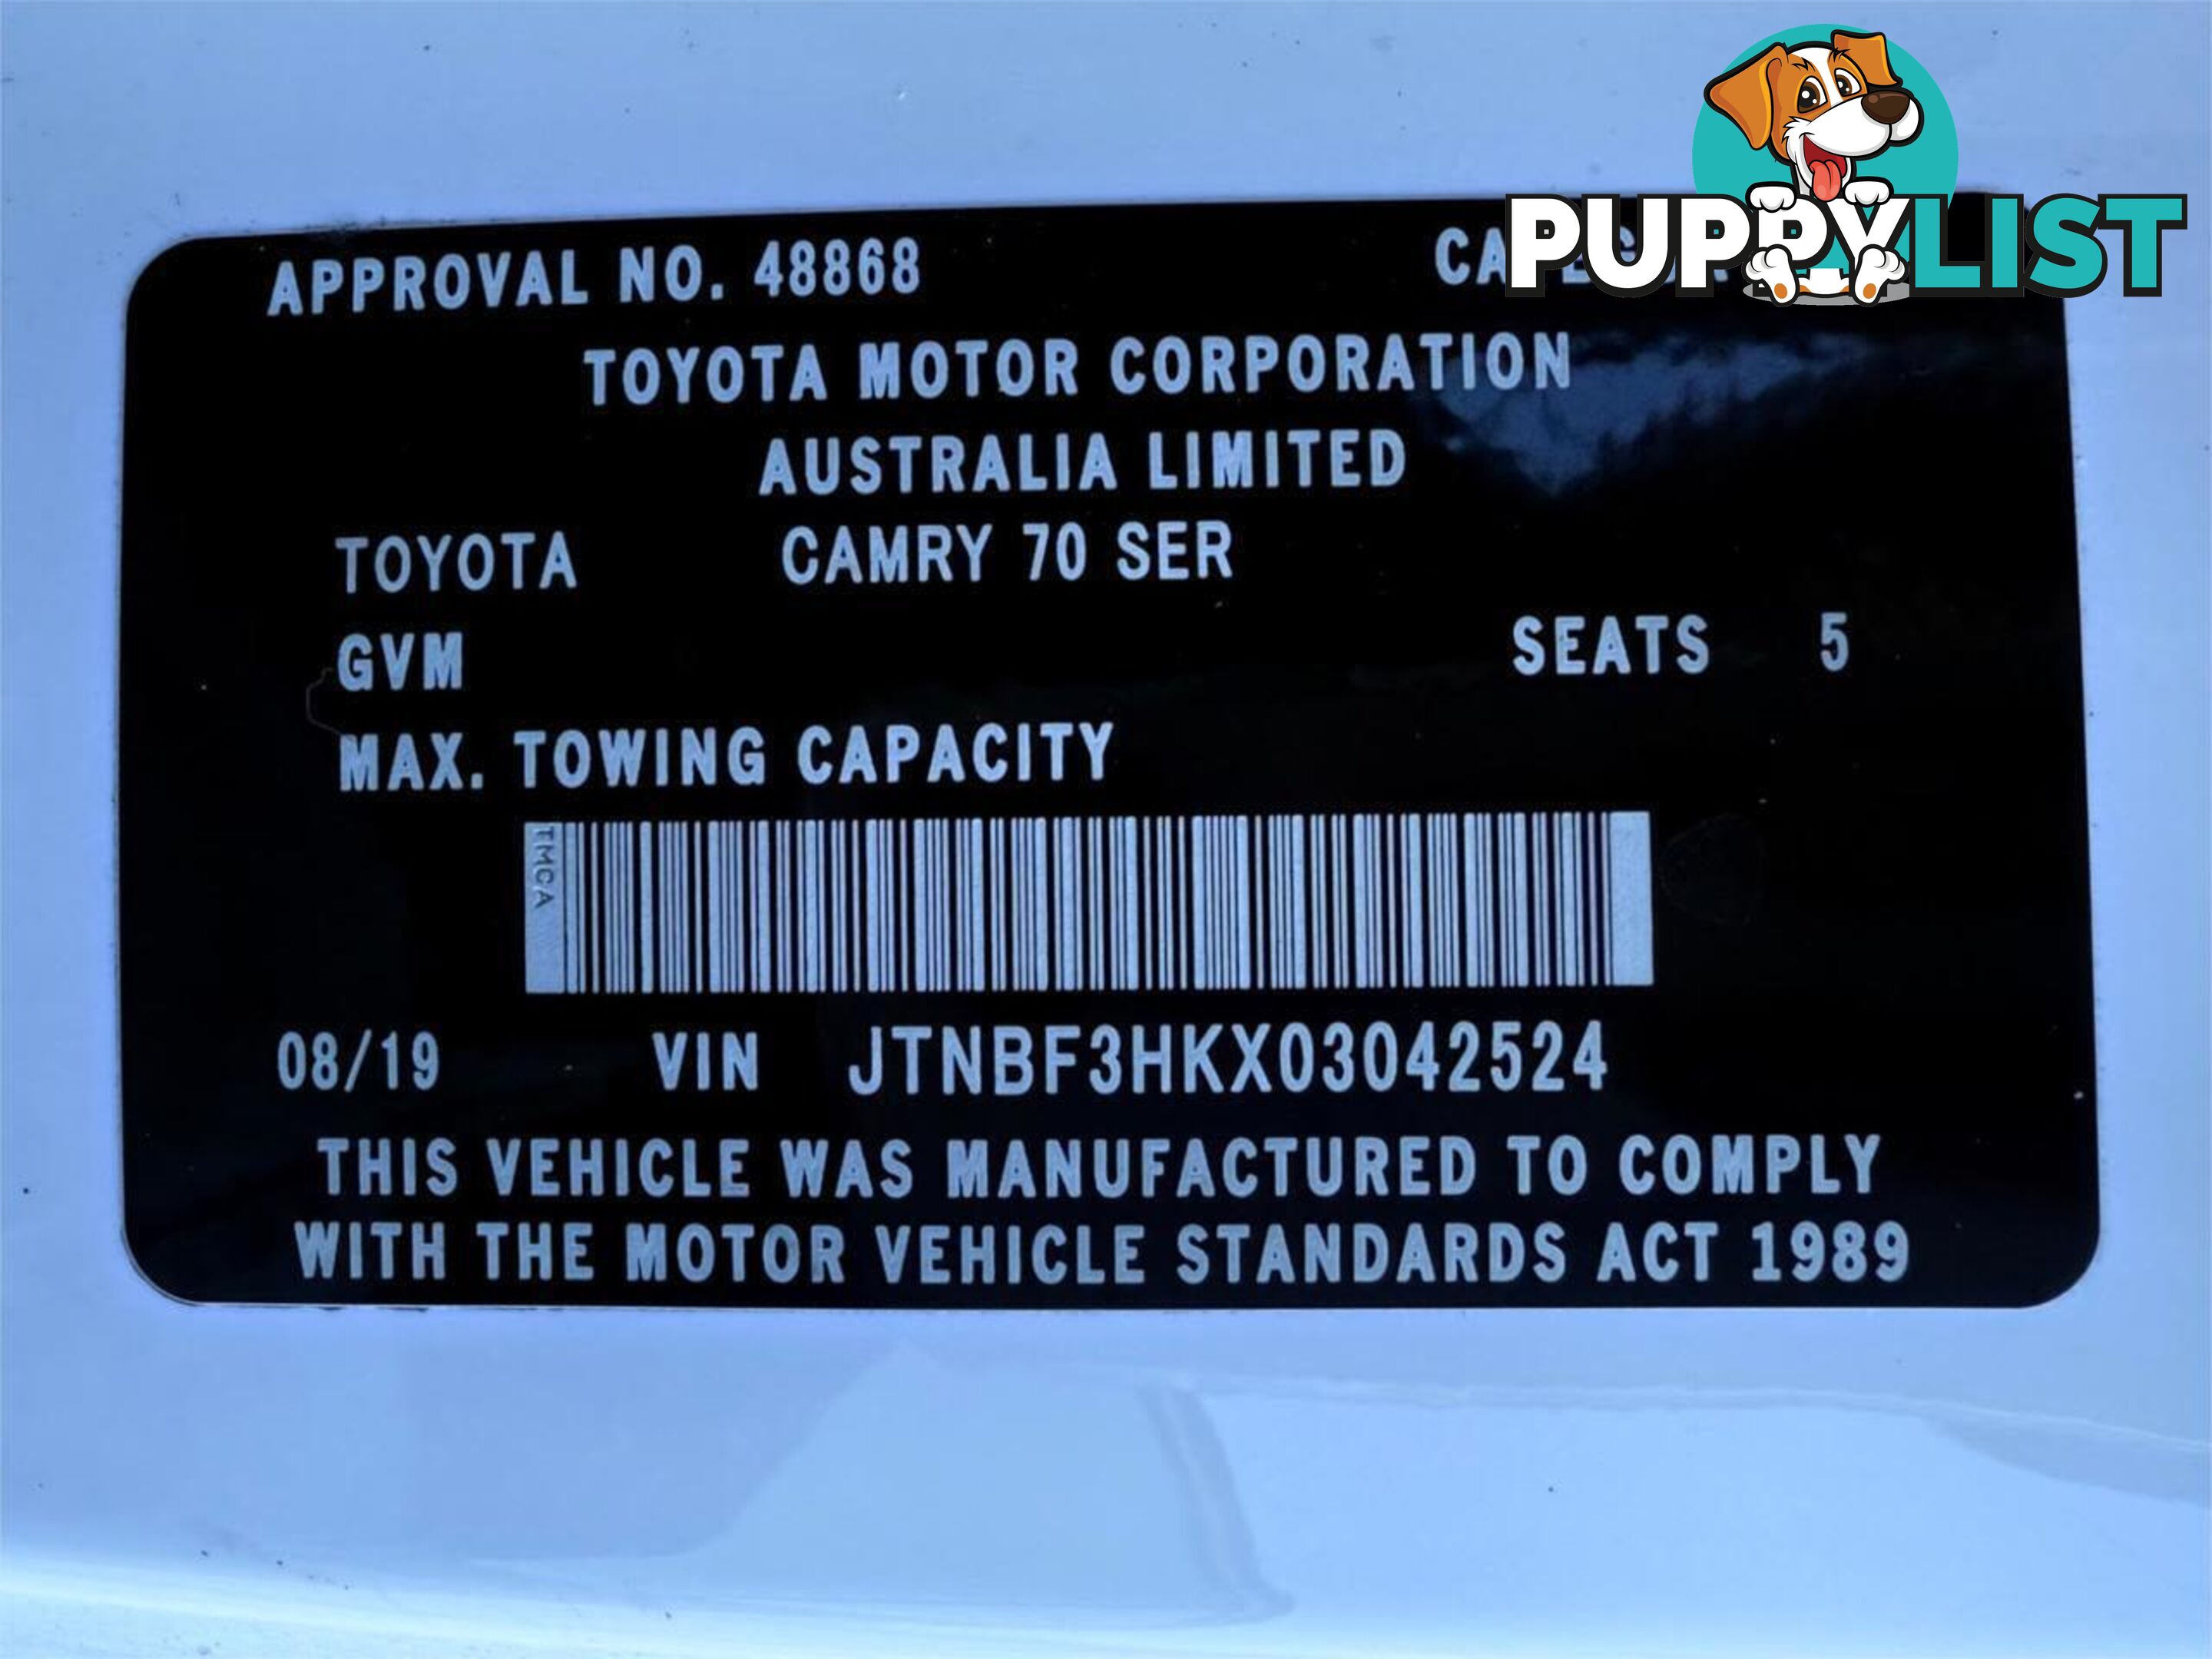 PUPPYLIST
APPROVAL NO. 48868
TOYOTA MOTOR CORPORATION
AUSTRALIA LIMITED
TOYOTA CAMRY 70 SER
GVM SEATS 5
MAX. TOWING CAPACITY
TMCA
08/19 VIN JTNBF3HKX03042524
THIS VEHICLE WAS MANUFACTURED TO COMPLY
WITH THE MOTOR VEHICLE STANDARDS ACT 1989